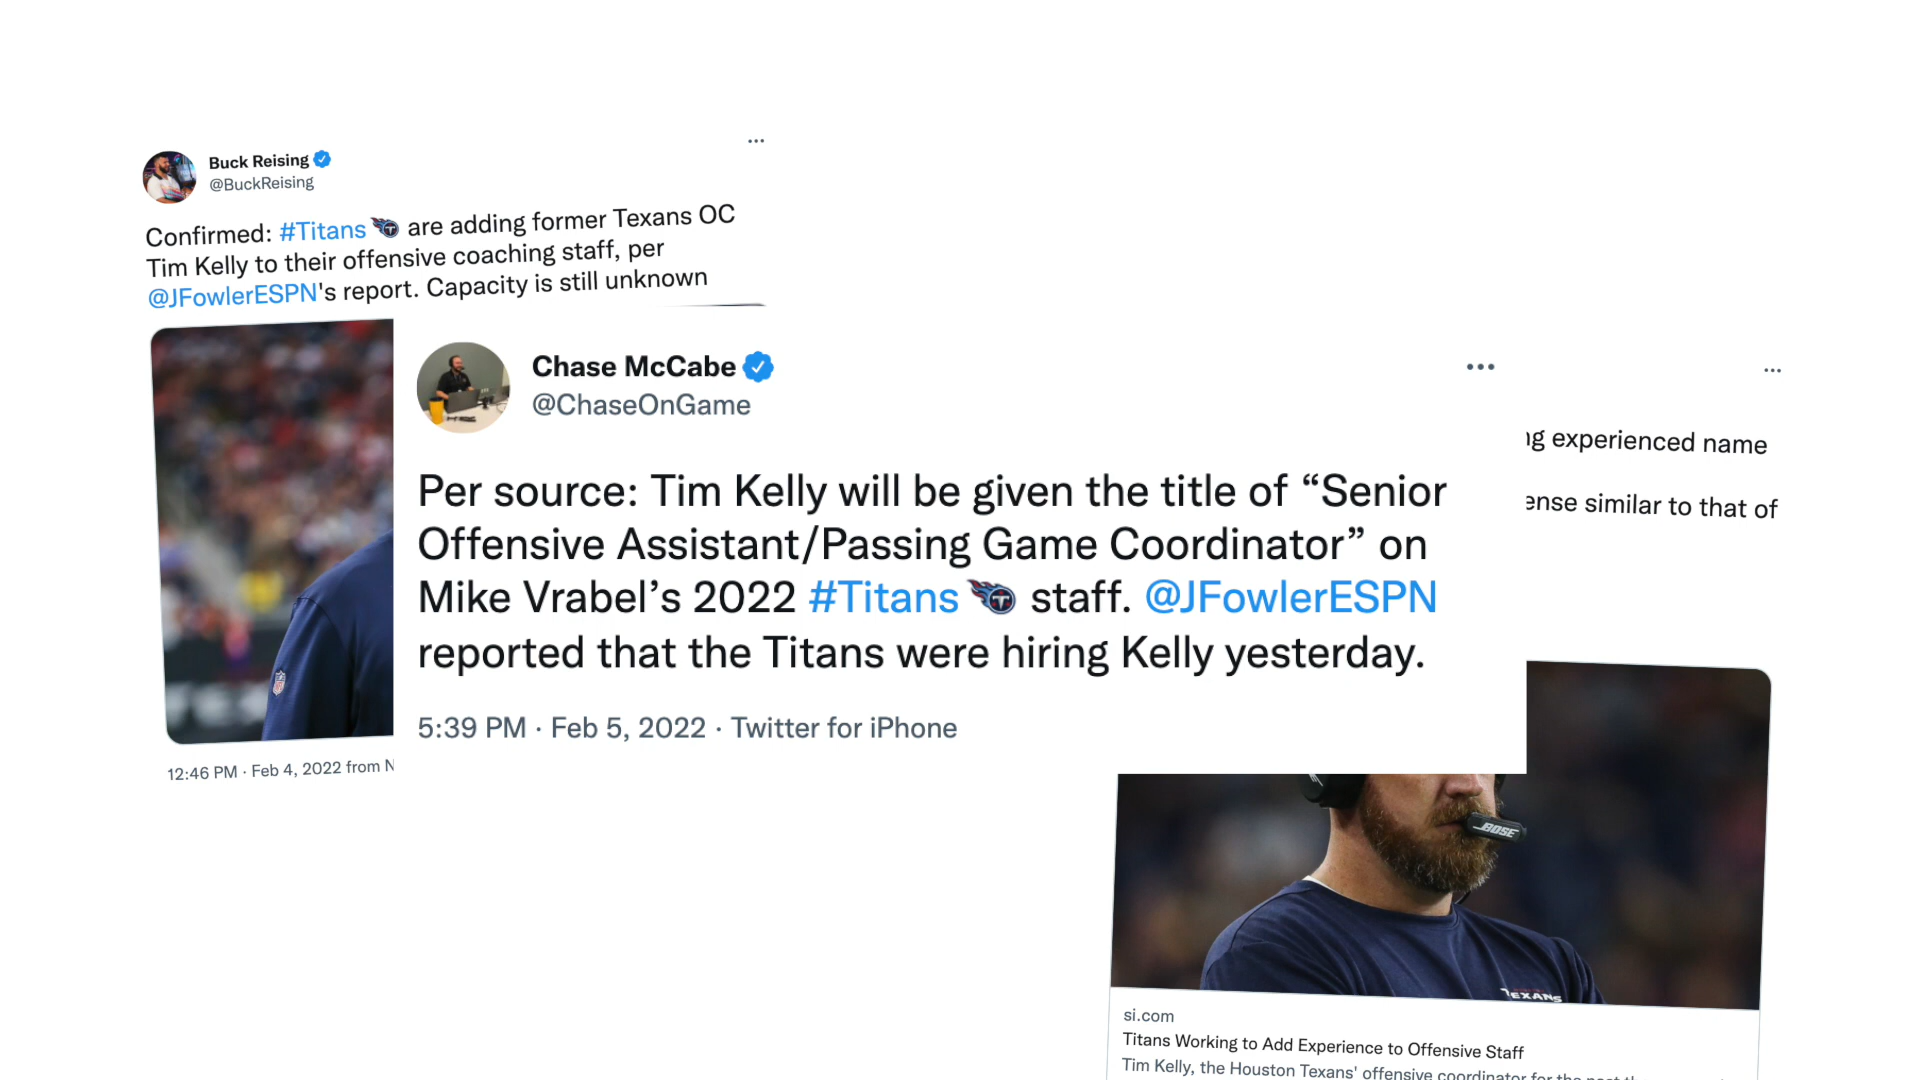 Buck Reising
@BuckReising
Confirmed: #Titans are adding former Texans OC
Tim Kelly to their offensive coaching staff, per
@JFowlerESPN's report. Capacity is still unknown
12:46 PM · Feb 4, 2022 from
Chase McCabe
@ChaseOnGame
Per source: Tim Kelly will be given the title of “Senior
Offensive Assistant/Passing Game Coordinator” on
Mike Vrabel’s 2022 #Titans staff. @JFowlerESPN
reported that the Titans were hiring Kelly yesterday.
5:39 PM · Feb 5, 2022 · Twitter for iPhone
experienced name
similar to that of
BOSE
TEXANS
si.com
Titans Working to Add Experience to Offensive Staff
Tim Kelly, the Houston Texans' offensive coordinator for the past